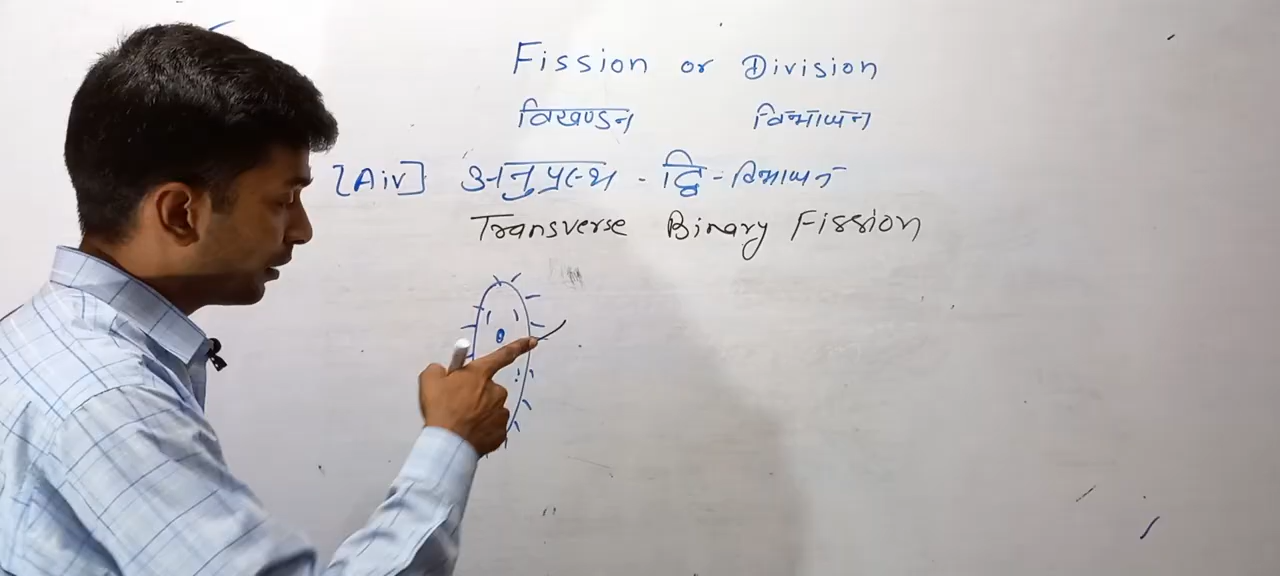 Fission or Division
विखण्डन विभाजन
[Aiv] अनुप्रस्थ - द्वि - विभाजन
Transverse Binary Fission